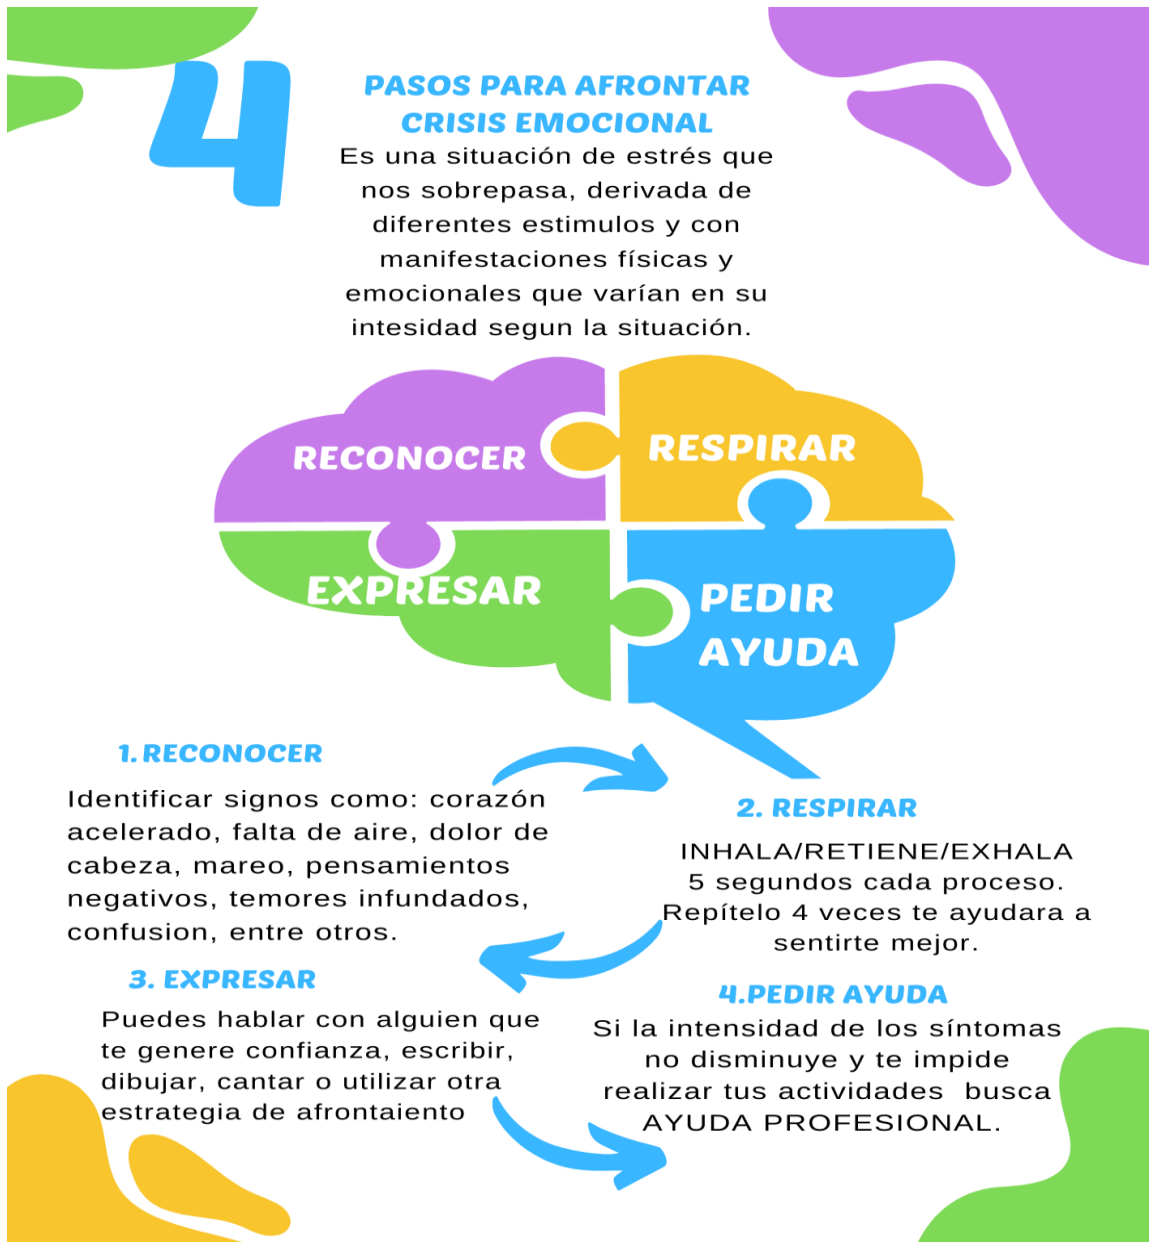 4
PASOS PARA AFRONTAR
CRISIS EMOCIONAL
Es una situación de estrés que
nos sobrepasa, derivada de
diferentes estimulos y con
manifestaciones físicas y
emocionales que varían en su
intesidad segun la situación.
RECONOCER
RESPIRAR
EXPRESAR
PEDIR
AYUDA
1. RECONOCER
Identificar signos como: corazón
acelerado, falta de aire, dolor de
cabeza, mareo, pensamientos
negativos, temores infundados,
confusion, entre otros.
2. RESPIRAR
INHALA/RETIENE/EXHALA
5 segundos cada proceso.
Repítelo 4 veces te ayudara a
sentirte mejor.
3. EXPRESAR
Puedes hablar con alguien que
te genere confianza, escribir,
dibujar, cantar o utilizar otra
estrategia de afrontaiento
4.PEDIR AYUDA
Si la intensidad de los síntomas
no disminuye y te impide
realizar tus actividades  busca
AYUDA PROFESIONAL.